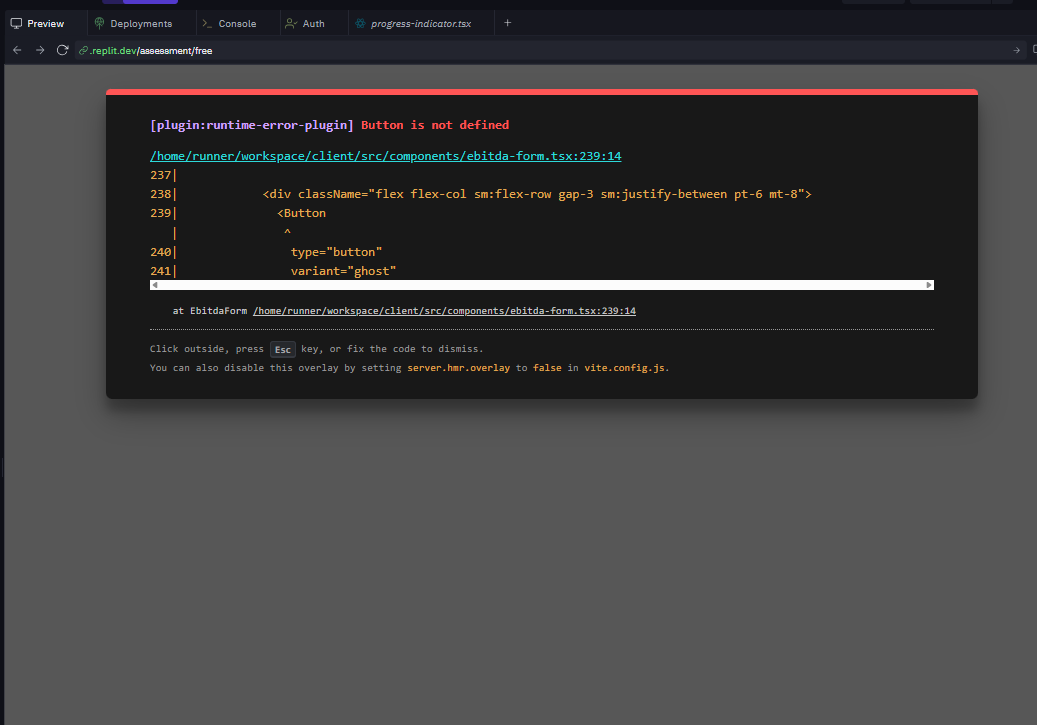 Preview Deployments >_ Console Auth progress-indicator.tsx +
.replit.dev/assessment/free
[plugin:runtime-error-plugin] Button is not defined
/home/runner/workspace/client/src/components/ebitda-form.tsx:239:14
237|
238| <div className="flex flex-col sm:flex-row gap-3 sm:justify-between pt-6 mt-8">
239| <Button
| ^
240| type="button"
241| variant="ghost"
at EbitdaForm /home/runner/workspace/client/src/components/ebitda-form.tsx:239:14
Click outside, press Esc key, or fix the code to dismiss.
You can also disable this overlay by setting server.hmr.overlay to false in vite.config.js.